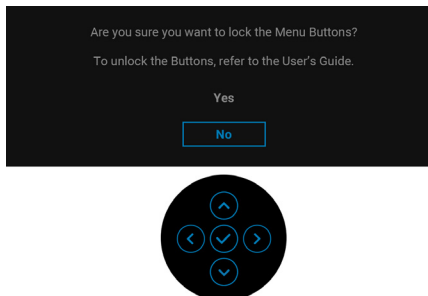 Are you sure you want to lock the Menu Buttons?
To unlock the Buttons, refer to the User's Guide.
Yes
No